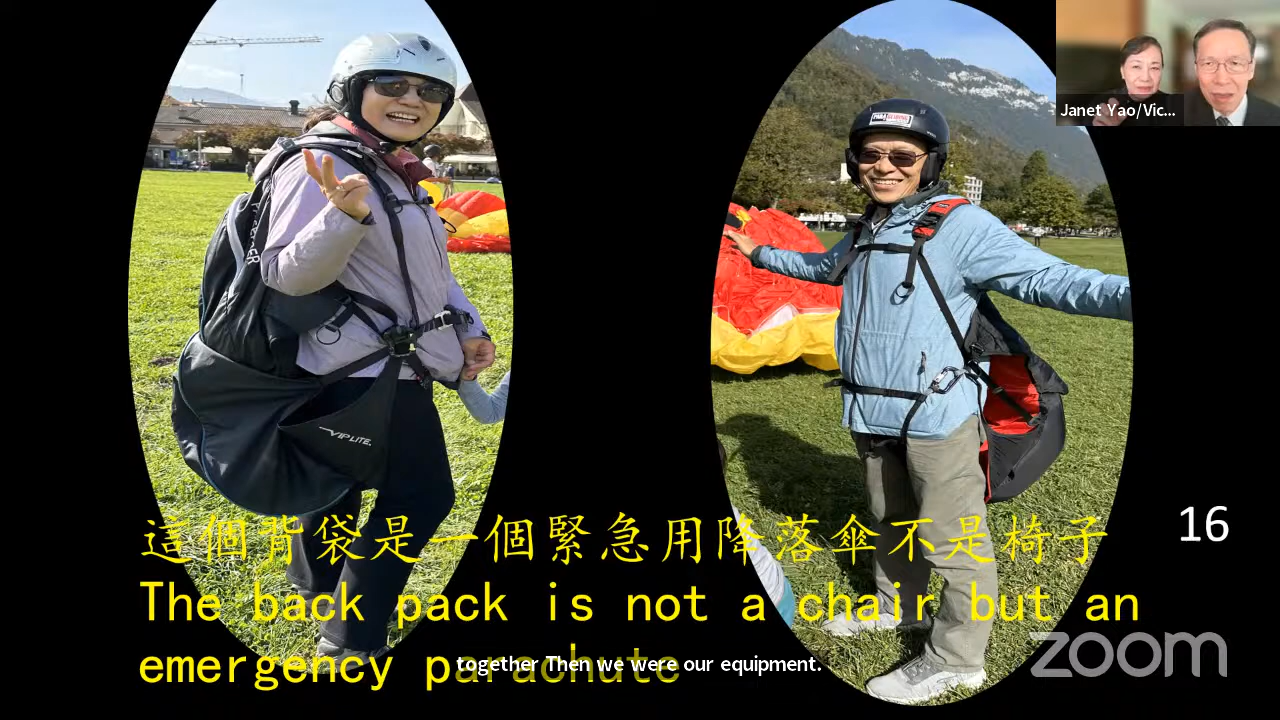 Janet Yao/Vic...
VIPLITE.
16
這個背袋是一個緊急用降落傘不是椅子
The back pack is not a chair but an
emergency parachute
together Then we were our equipment.
zoom